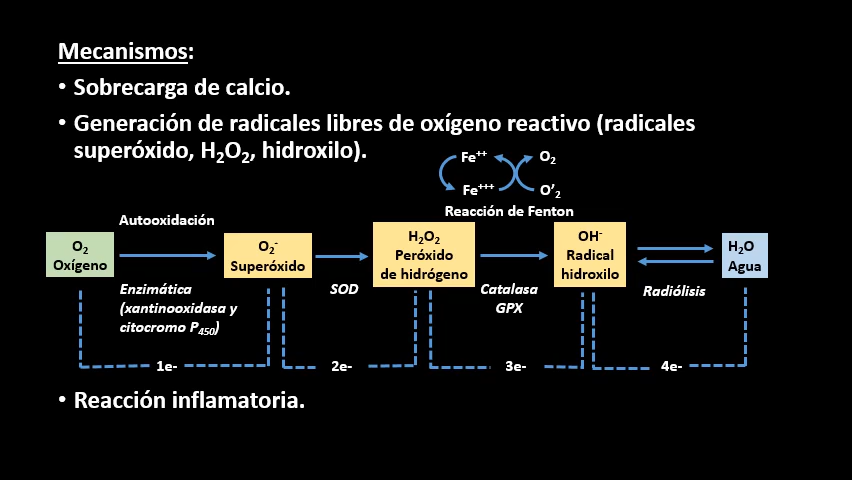 Mecanismos:
• Sobrecarga de calcio.
• Generación de radicales libres de oxígeno reactivo (radicales
superóxido, H₂O₂, hidroxilo).
Fe⁺⁺ O₂
Fe⁺⁺⁺ O’₂
Reacción de Fenton
Autooxidación
O₂
Oxígeno
O₂⁻
Superóxido
H₂O₂
Peróxido
de hidrógeno
OH⁻
Radical
hidroxilo
H₂O
Agua
Enzimática
(xantinooxidasa y
citocromo P₄₅₀)
SOD
Catalasa
GPX
Radiólisis
1e- 2e- 3e- 4e-
• Reacción inflamatoria.